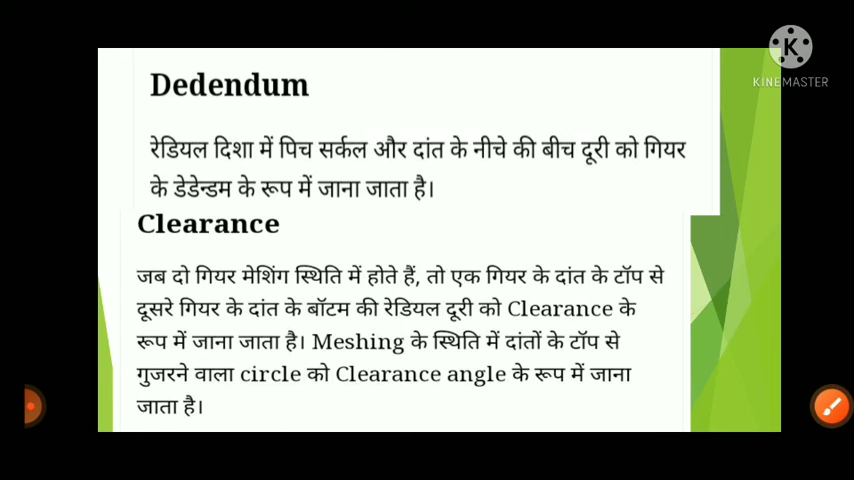 KINEMASTER
Dedendum
रेडियल दिशा में पिच सर्कल और दांत के नीचे की बीच दूरी को गियर
के डेडेन्डम के रूप में जाना जाता है।
Clearance
जब दो गियर मेशिंग स्थिति में होते हैं, तो एक गियर के दांत के टॉप से
दूसरे गियर के दांत के बॉटम की रेडियल दूरी को Clearance के
रूप में जाना जाता है। Meshing के स्थिति में दांतों के टॉप से
गुजरने वाला circle को Clearance angle के रूप में जाना
जाता है।